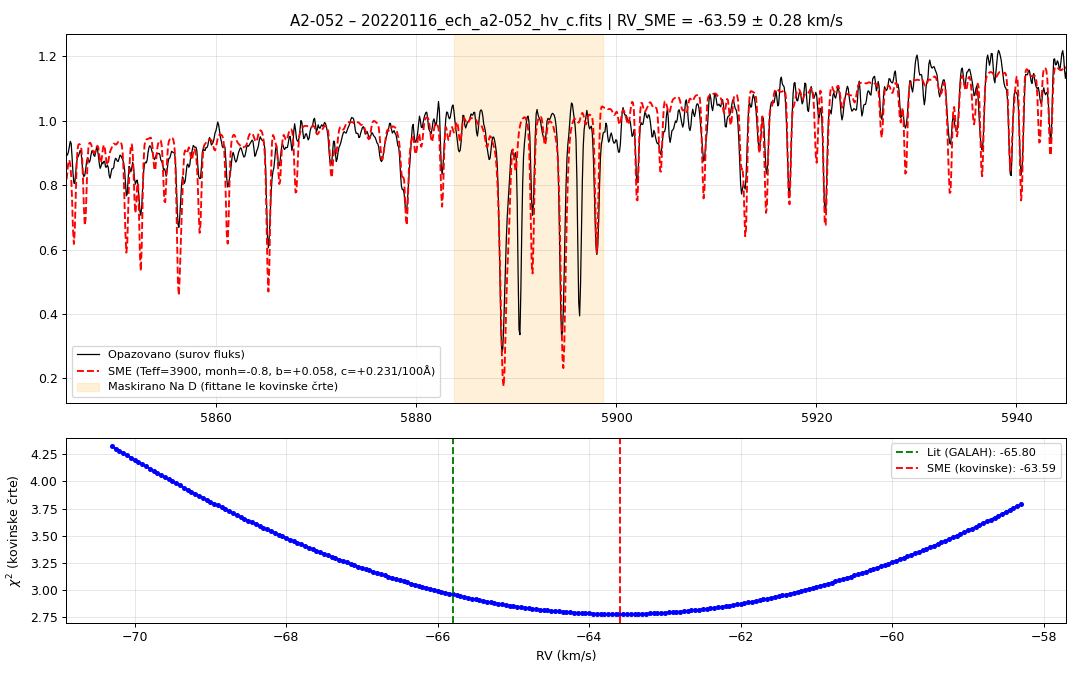 A2-052 – 20220116_ech_a2-052_hv_c.fits | RV_SME = -63.59 ± 0.28 km/s
1.2
1.0
0.8
0.6
0.4
0.2
Opazovano (surov fluks)
SME (Teff=3900, monh=-0.8, b=+0.058, c=+0.231/100Å)
Maskirano Na D (fittane le kovinske črte)
5860 5880 5900 5920 5940
χ² (kovinske črte)
4.25
4.00
3.75
3.50
3.25
3.00
2.75
Lit (GALAH): -65.80
SME (kovinske): -63.59
−70 −68 −66 −64 −62 −60 −58
RV (km/s)